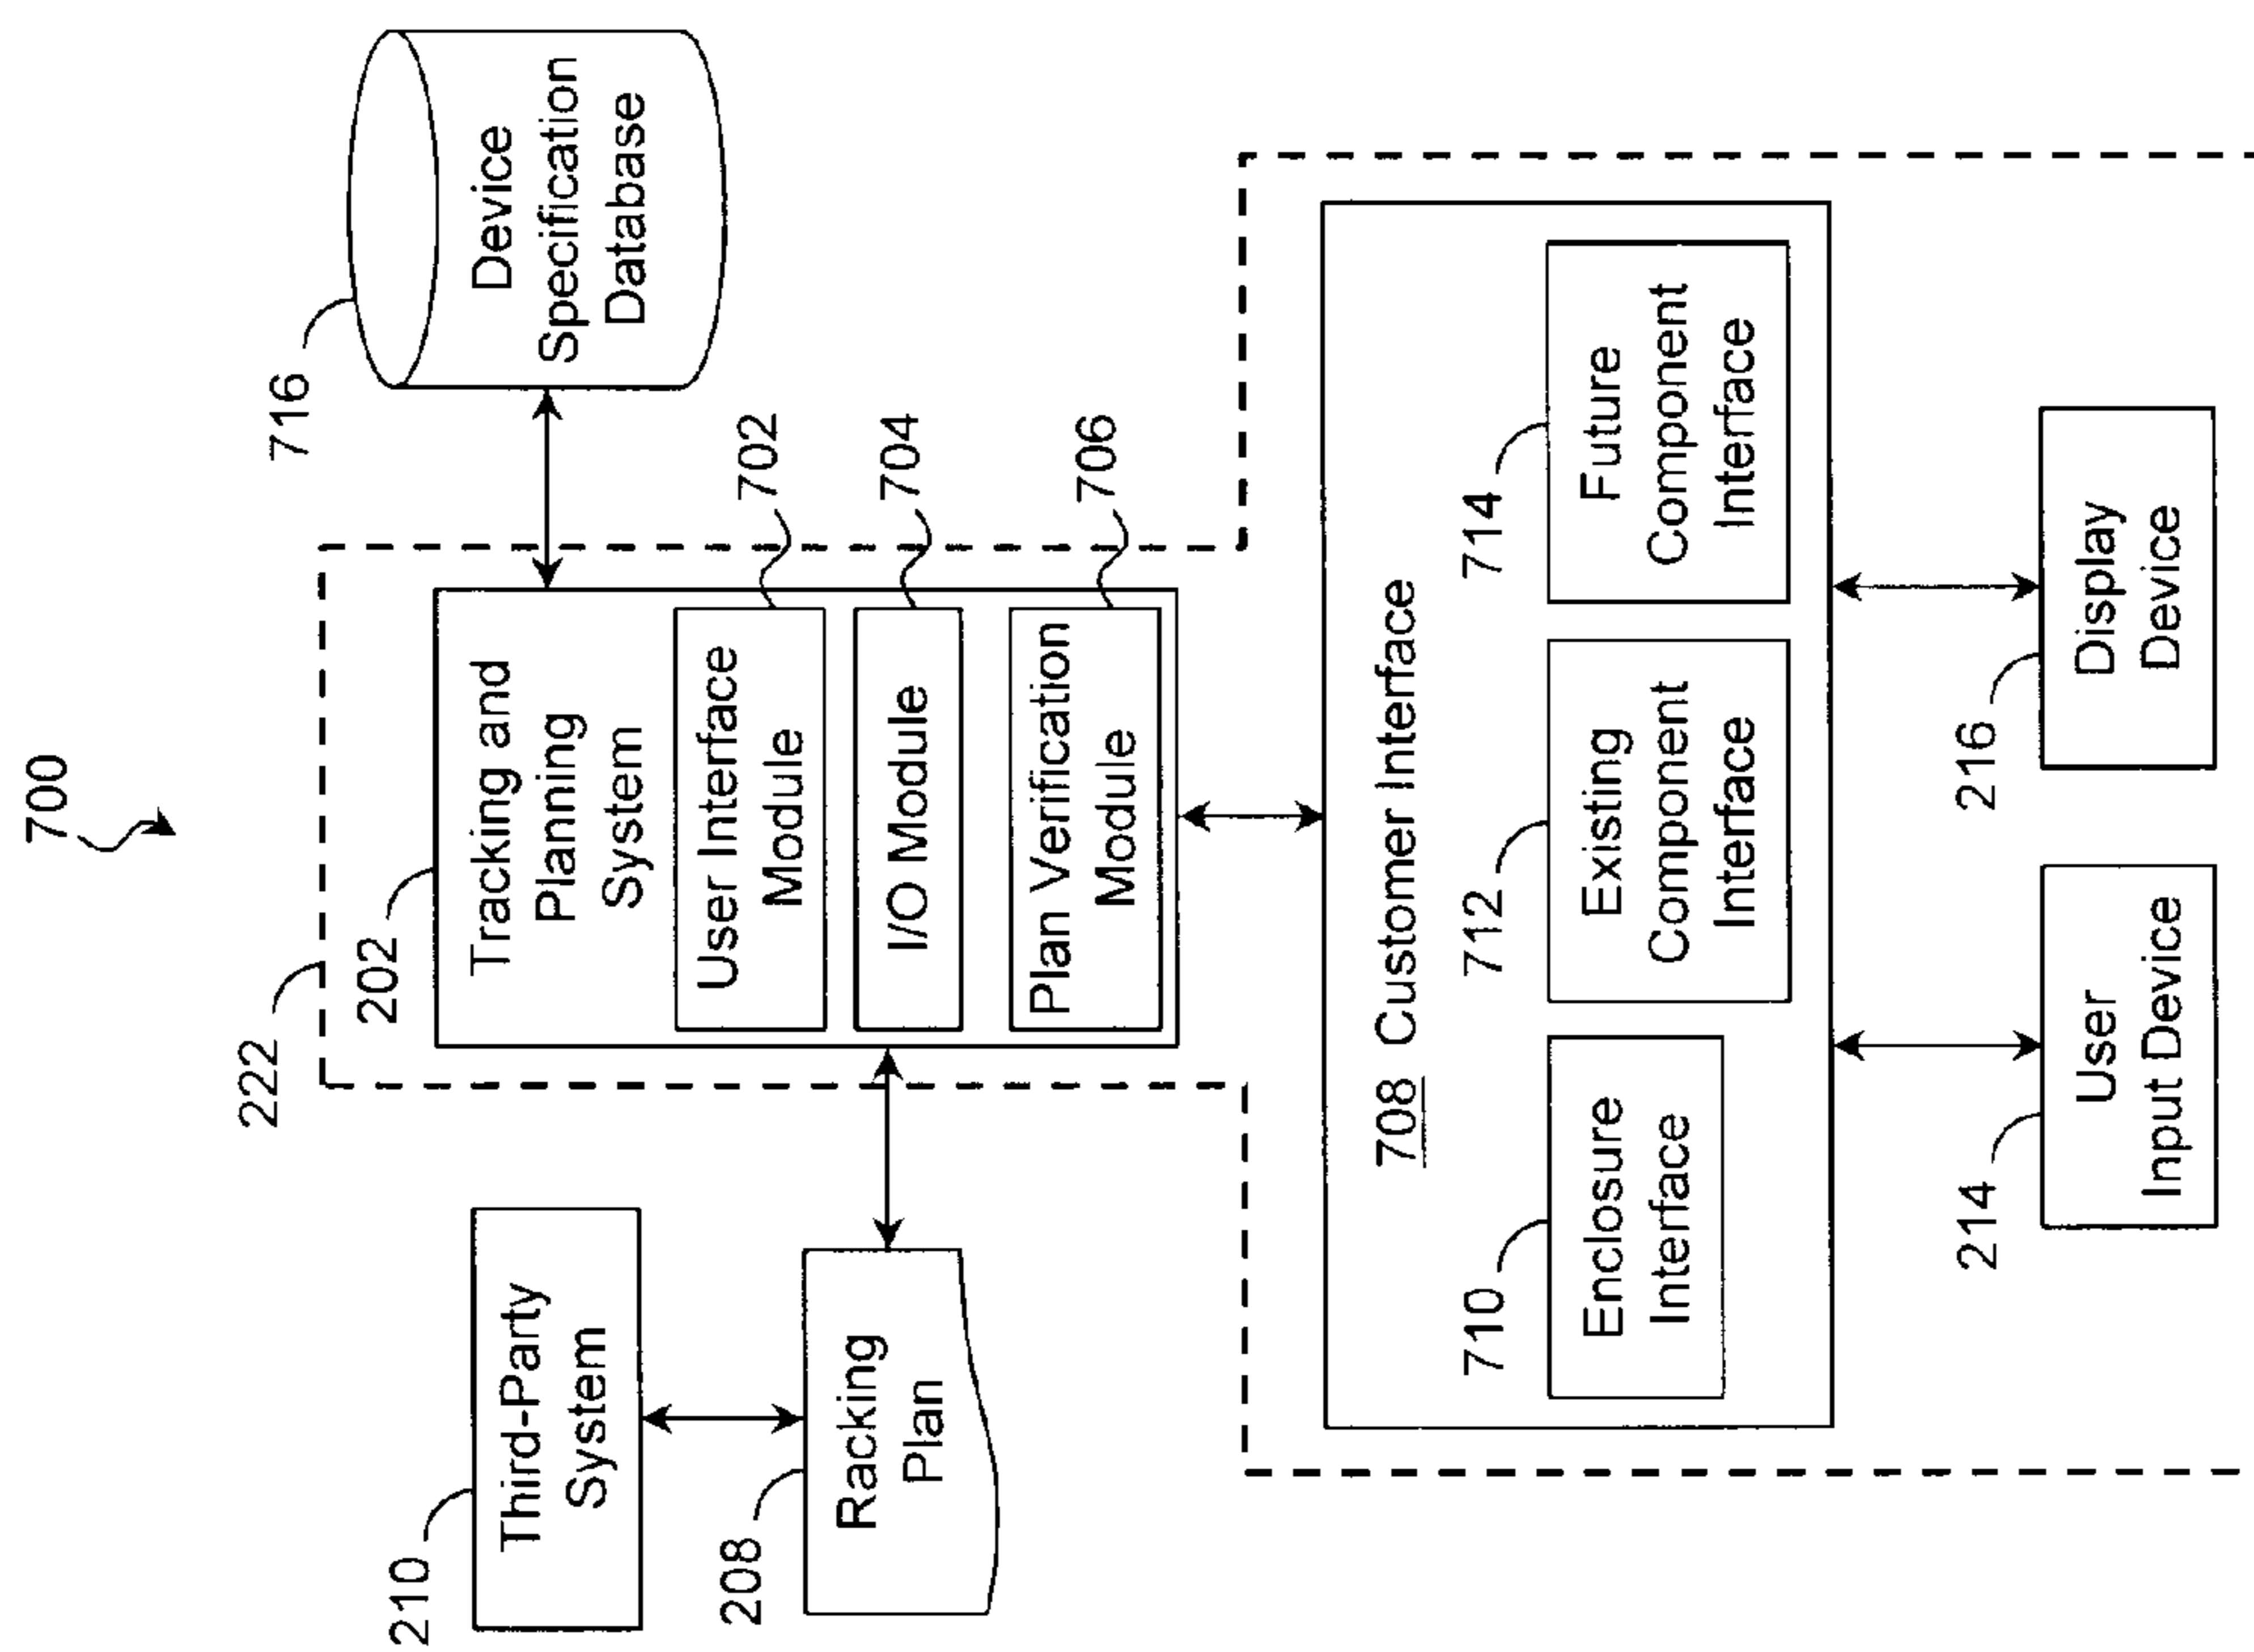 700
222
716
Device
Specification
Database
202
Tracking and
Planning
System
User Interface
Module
702
I/O Module
704
Plan Verification
Module
706
210
Third-Party
System
208
Racking
Plan
708 Customer Interface
710
Enclosure
Interface
712
Existing
Component
Interface
714
Future
Component
Interface
214
User
Input Device
216
Display
Device